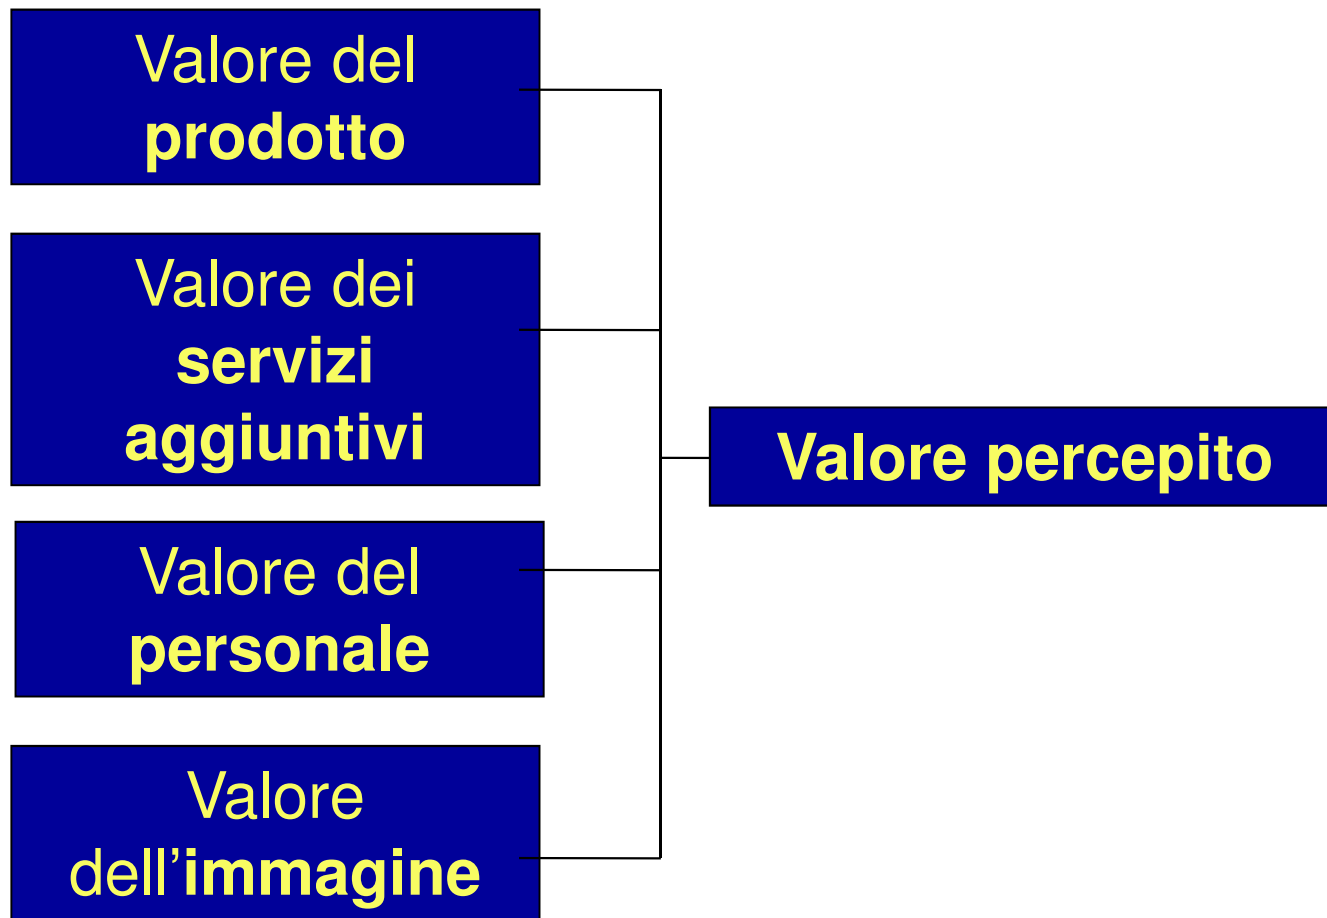 Valore del
prodotto
Valore dei
servizi
aggiuntivi
Valore del
personale
Valore
dell’immagine
Valore percepito